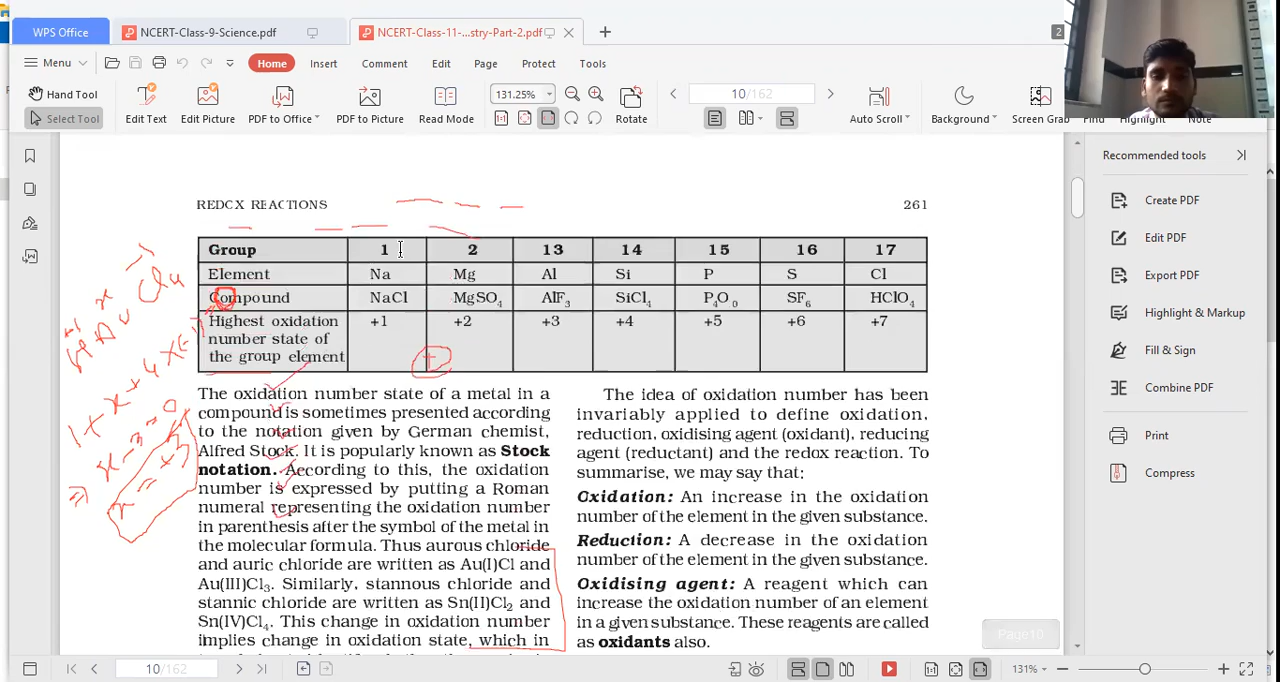 WPS Office
NCERT-Class-9-Science.pdf
NCERT-Class-11-...stry-Part-2.pdf
2
Menu
Home
Insert
Comment
Edit
Page
Protect
Tools
Hand Tool
Select Tool
Edit Text
Edit Picture
PDF to Office
PDF to Picture
Read Mode
131.25%
Rotate
10/162
Auto Scroll
Background
Screen Grab
Find
Highlight
Note
Recommended tools
Create PDF
Edit PDF
Export PDF
Highlight & Markup
Fill & Sign
Compress PDF
Print
Compress
REDCX REACTIONS 261
Group 1 2 13 14 15 16 17
Element Na Mg Al Si P S Cl
Compound NaCl MgSO4 AlF3 SiCl4 P4O0 SF6 HClO4
Highest oxidation +1 +2 +3 +4 +5 +6 +7
number state of
the group element
+
1+x+4×(-1)=0
x-3=0
⇒ x=+3
The oxidation number state of a metal in a
compound is sometimes presented according
to the notation given by German chemist,
Alfred Stock. It is popularly known as Stock
notation. According to this, the oxidation
number is expressed by putting a Roman
numeral representing the oxidation number
in parenthesis after the symbol of the metal in
the molecular formula. Thus aurous chloride
and auric chloride are written as Au(I)Cl and
Au(III)Cl3. Similarly, stannous chloride and
stannic chloride are written as Sn(II)Cl2 and
Sn(IV)Cl4. This change in oxidation number
implies change in oxidation state, which in
The idea of oxidation number has been
invariably applied to define oxidation,
reduction, oxidising agent (oxidant), reducing
agent (reductant) and the redox reaction. To
summarise, we may say that:
Oxidation: An increase in the oxidation
number of the element in the given substance.
Reduction: A decrease in the oxidation
number of the element in the given substance.
Oxidising agent: A reagent which can
increase the oxidation number of an element
in a given substance. These reagents are called
as oxidants also.
Page10
10/162
1:1
131%